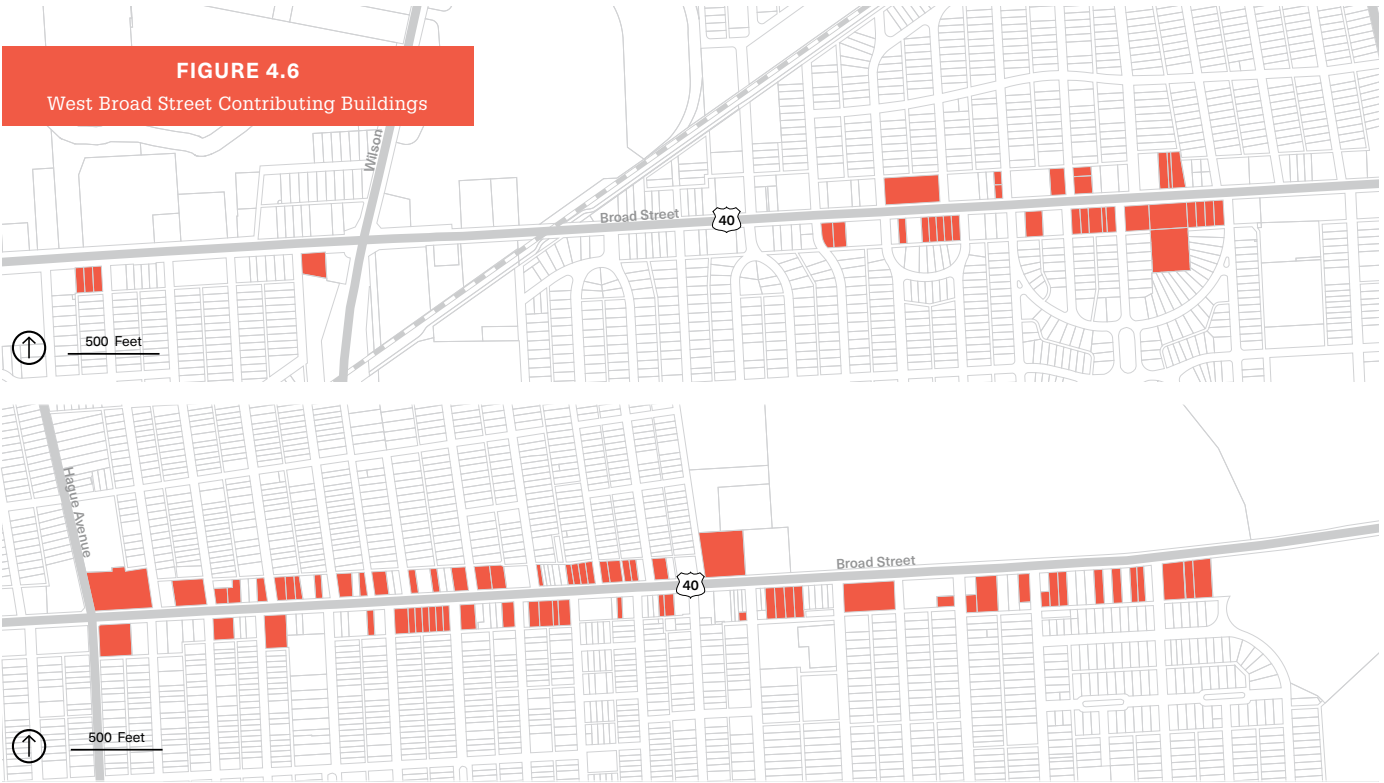 FIGURE 4.6
West Broad Street Contributing Buildings
Wilson
Broad Street
40
500 Feet
Hague Avenue
Broad Street
40
500 Feet